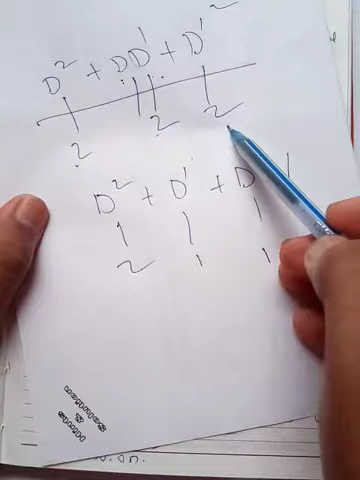 D² + DD' + D'²
2 2 2
D² + D' + D
2 1 1